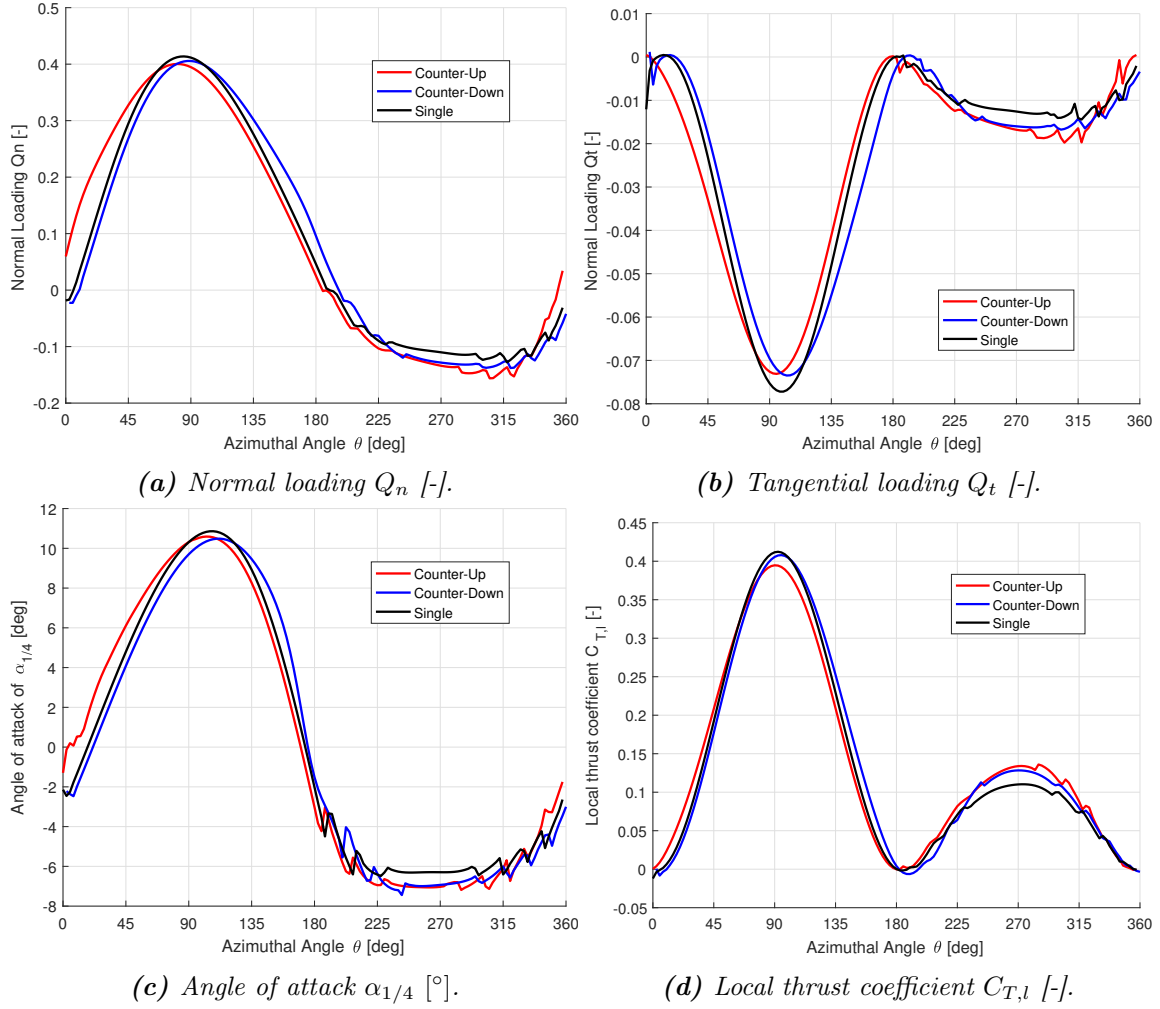 0.5
0.4
0.3
0.2
0.1
0
-0.1
-0.2
0 45 90 135 180 225 270 315 360
Normal Loading Qn [-]
Azimuthal Angle θ [deg]
Counter-Up
Counter-Down
Single
(a) Normal loading Qn [-].
0.01
0
-0.01
-0.02
-0.03
-0.04
-0.05
-0.06
-0.07
-0.08
0 45 90 135 180 225 270 315 360
Normal Loading Qt [-]
Azimuthal Angle θ [deg]
Counter-Up
Counter-Down
Single
(b) Tangential loading Qt [-].
12
10
8
6
4
2
0
-2
-4
-6
-8
0 45 90 135 180 225 270 315 360
Angle of attack of α1/4 [deg]
Azimuthal Angle θ [deg]
Counter-Up
Counter-Down
Single
(c) Angle of attack α1/4 [°].
0.45
0.4
0.35
0.3
0.25
0.2
0.15
0.1
0.05
0
-0.05
0 45 90 135 180 225 270 315 360
Local thrust coefficient CT,l [-]
Azimuthal Angle θ [deg]
Counter-Up
Counter-Down
Single
(d) Local thrust coefficient CT,l [-].